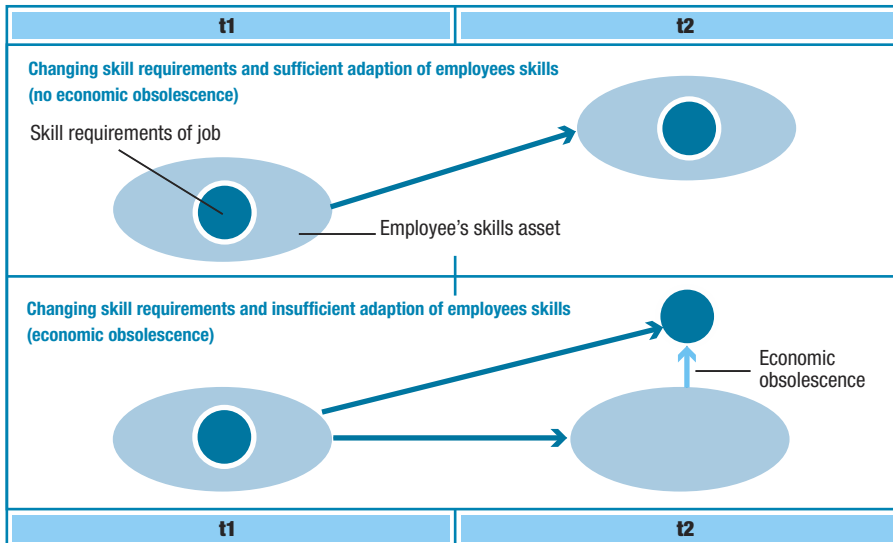 t1
t2
Changing skill requirements and sufficient adaption of employees skills
(no economic obsolescence)
Skill requirements of job
Employee's skills asset
Changing skill requirements and insufficient adaption of employees skills
(economic obsolescence)
Economic
obsolescence
t1
t2